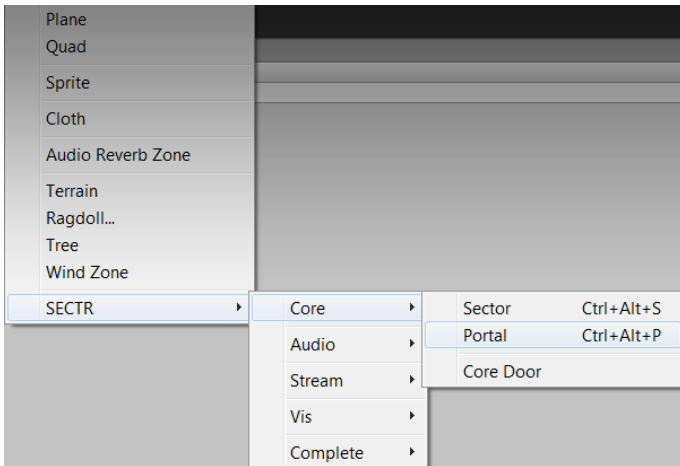 Plane
Quad
Sprite
Cloth
Audio Reverb Zone
Terrain
Ragdoll...
Tree
Wind Zone
SECTR
Core
Audio
Stream
Vis
Complete
Sector Ctrl+Alt+S
Portal Ctrl+Alt+P
Core Door